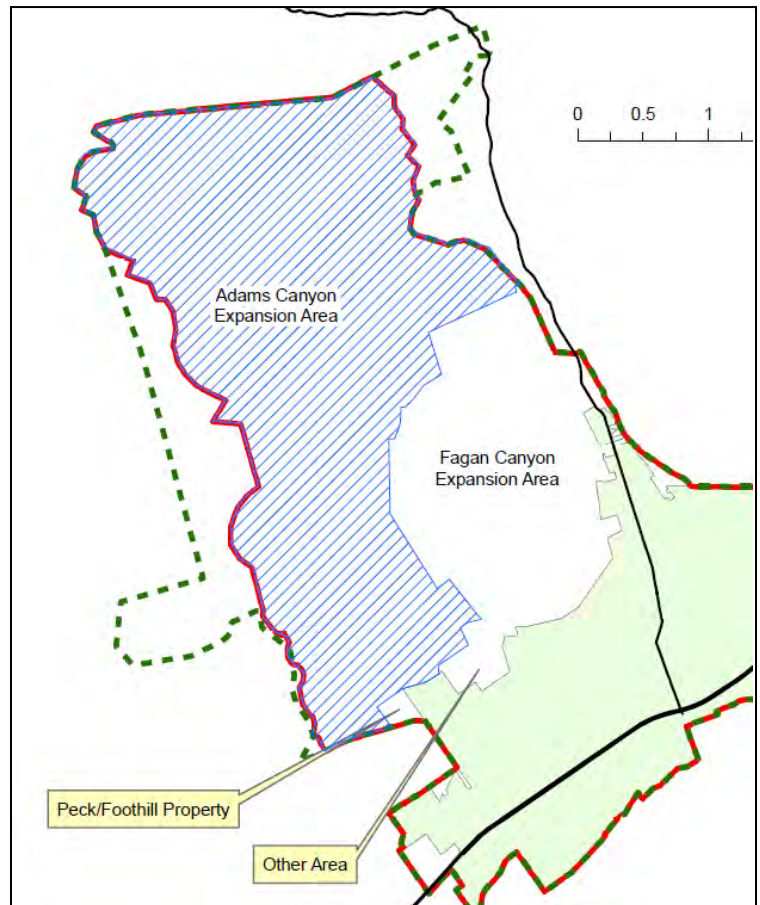 0 0.5 1
Adams Canyon
Expansion Area
Fagan Canyon
Expansion Area
Peck/Foothill Property
Other Area